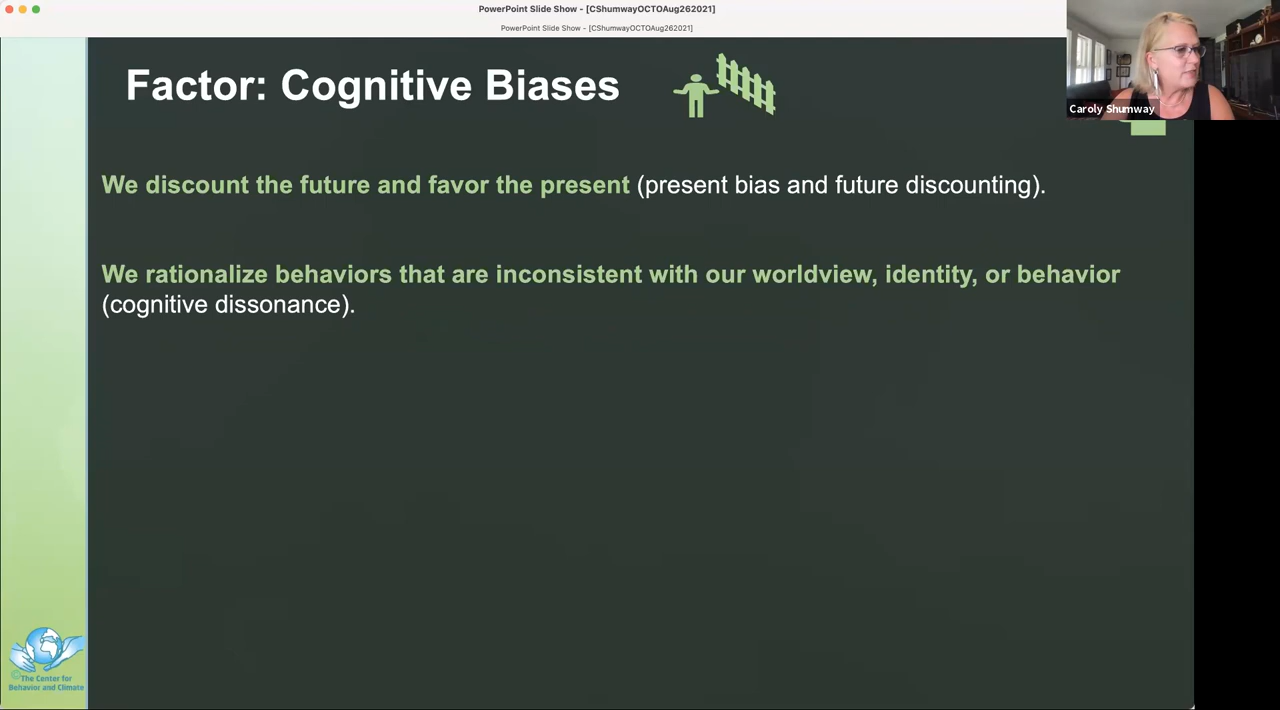 PowerPoint Slide Show - [CShumwayOCTOAug262021]
PowerPoint Slide Show - [CShumwayOCTOAug262021]
Caroly Shumway
Factor: Cognitive Biases
We discount the future and favor the present (present bias and future discounting).
We rationalize behaviors that are inconsistent with our worldview, identity, or behavior
(cognitive dissonance).
©The Center for
Behavior and Climate